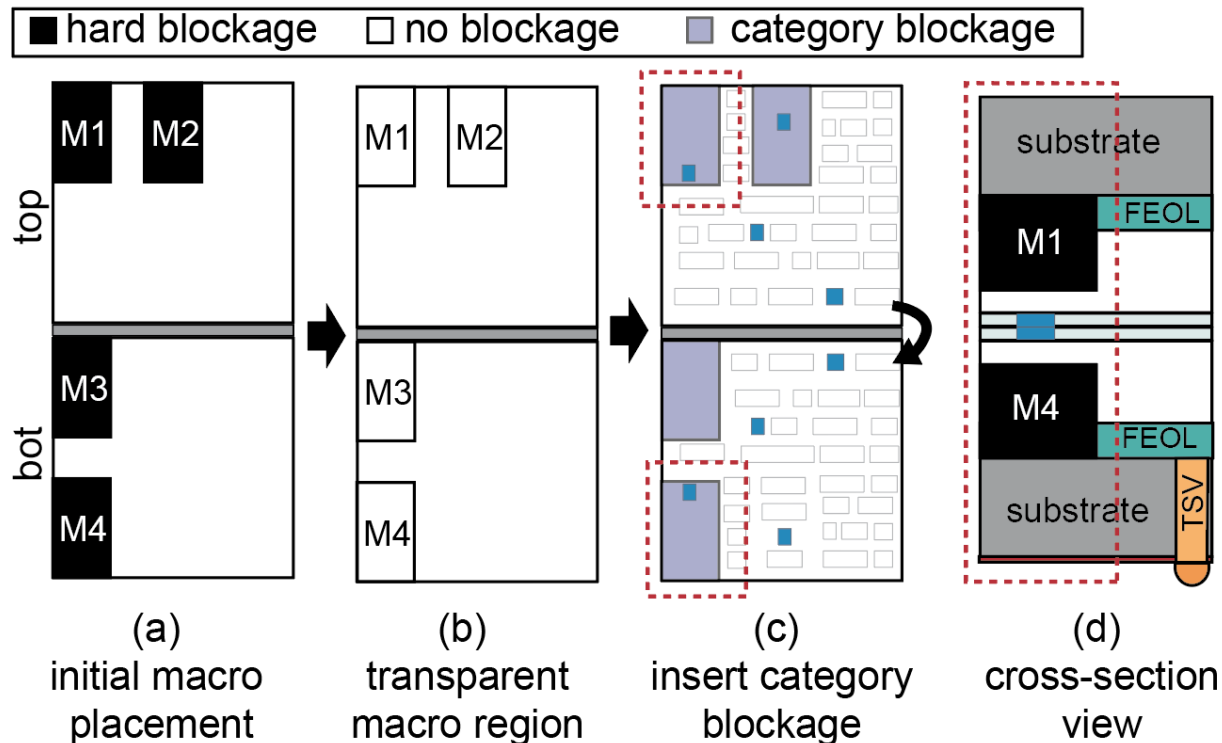 hard blockage no blockage category blockage
top
M1 M2
bot
M3
M4
M1 M2
M3
M4
substrate
FEOL
M1
M4
FEOL
substrate
TSV
(a)
initial macro
placement
(b)
transparent
macro region
(c)
insert category
blockage
(d)
cross-section
view